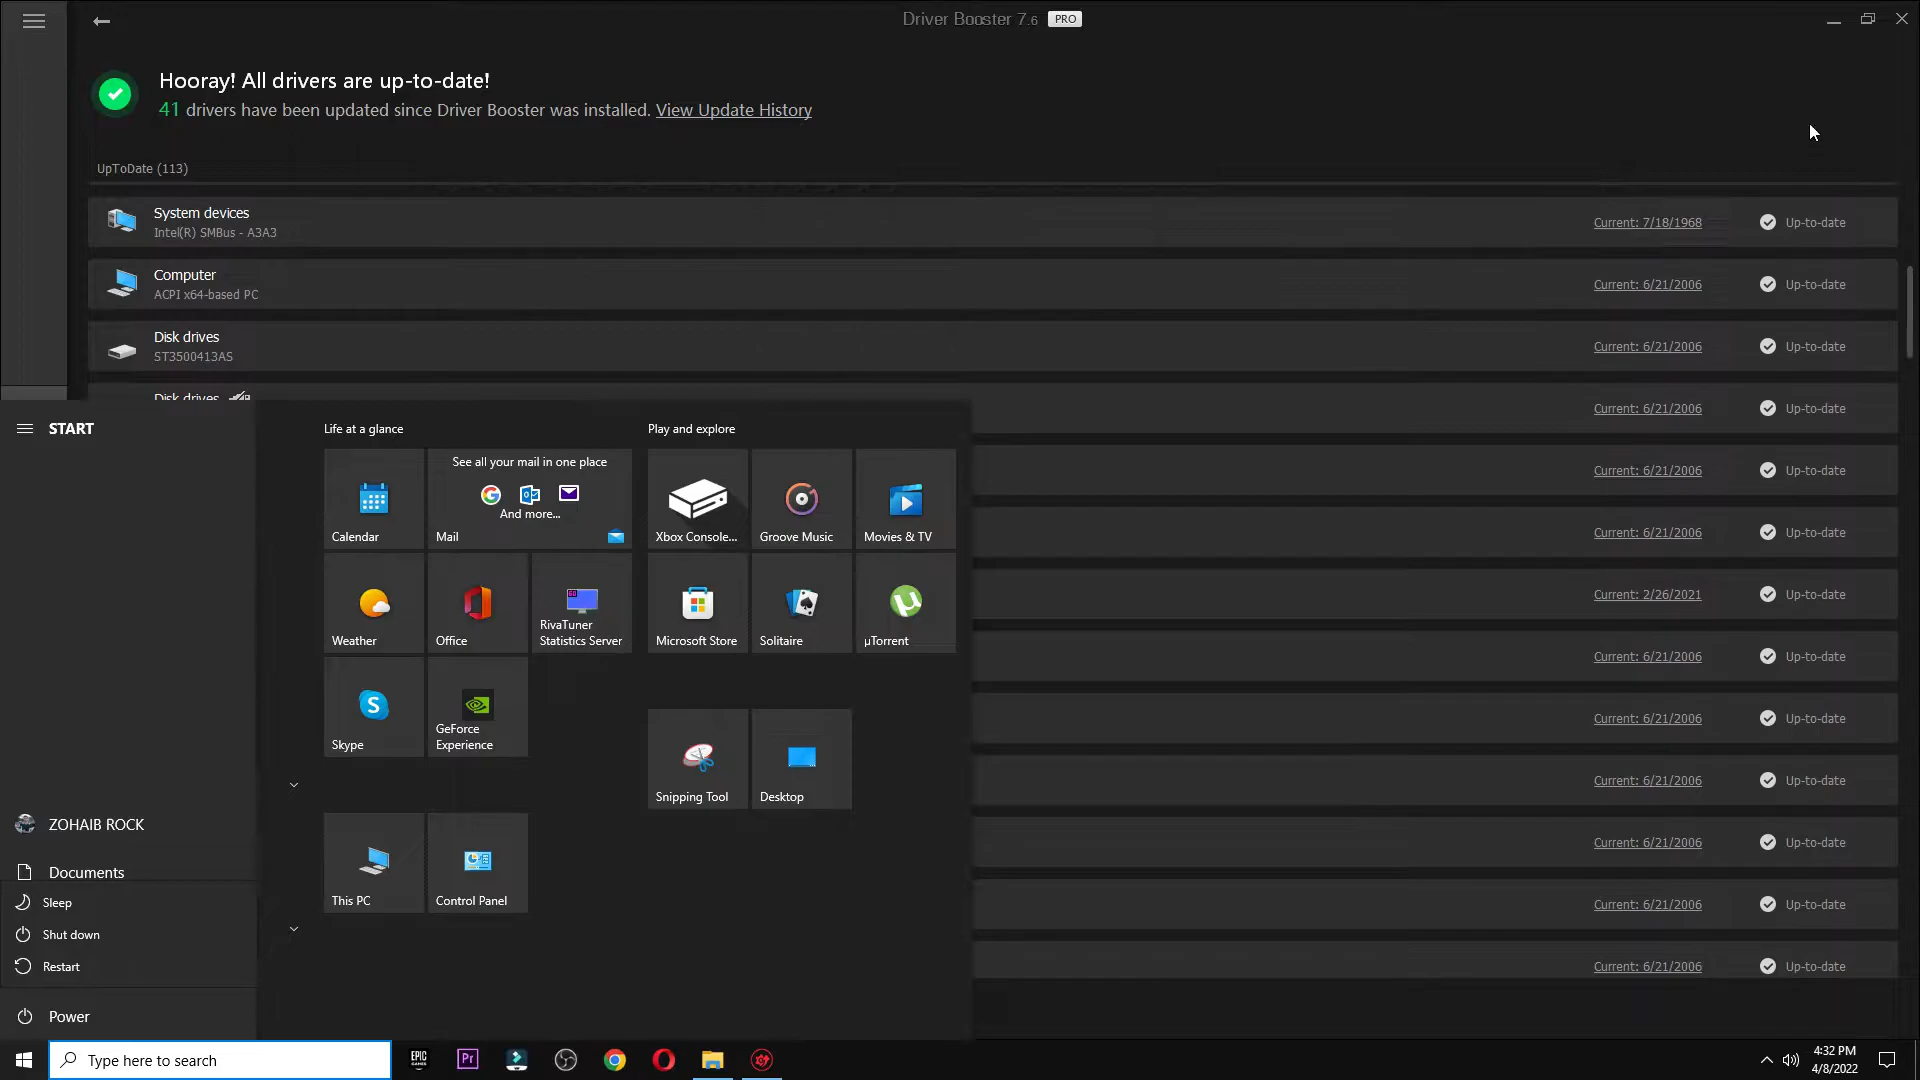 Driver Booster 7.6 PRO
Hooray! All drivers are up-to-date!
41 drivers have been updated since Driver Booster was installed. View Update History
UpToDate (113)
System devices
Intel(R) SMBus - A3A3
Current: 7/18/1968 Up-to-date
Computer
ACPI x64-based PC
Current: 6/21/2006 Up-to-date
Disk drives
ST3500413AS
Current: 6/21/2006 Up-to-date
Disk drives
Current: 6/21/2006 Up-to-date
Current: 6/21/2006 Up-to-date
Current: 6/21/2006 Up-to-date
Current: 2/26/2021 Up-to-date
Current: 6/21/2006 Up-to-date
Current: 6/21/2006 Up-to-date
Current: 6/21/2006 Up-to-date
Current: 6/21/2006 Up-to-date
Current: 6/21/2006 Up-to-date
Current: 6/21/2006 Up-to-date
START
ZOHAIB ROCK
Documents
Sleep
Shut down
Restart
Power
Life at a glance
Calendar
See all your mail in one place
And more...
Mail
Weather
Office
RivaTuner
Statistics Server
Skype
GeForce
Experience
This PC
Control Panel
Play and explore
Xbox Console...
Groove Music
Movies & TV
Microsoft Store
Solitaire
µTorrent
Snipping Tool
Desktop
Type here to search
EPIC
GAMES
Pr
4:32 PM
4/8/2022